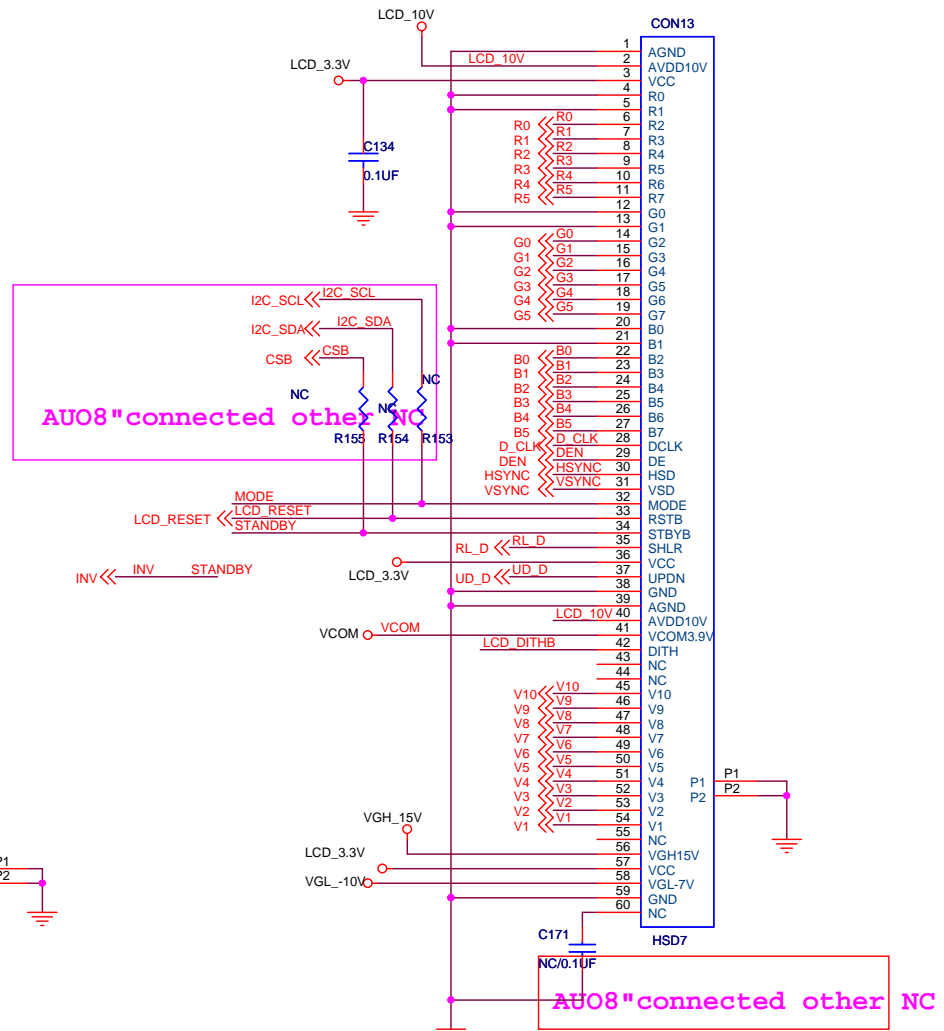 LCD_10V
CON13
LCD_3.3V
LCD_10V
C134
0.1UF
1 AGND
2 AVDD10V
3 VCC
4 R0
5 R1
R0 R0 6 R2
R1 R1 7 R3
R2 R2 8 R4
R3 R3 9 R5
R4 R4 10 R6
R5 R5 11 R7
12 G0
13 G1
G0 G0 14 G2
G1 G1 15 G3
G2 G2 16 G4
G3 G3 17 G5
G4 G4 18 G6
G5 G5 19 G7
20 B0
21 B1
B0 B0 22 B2
B1 B1 23 B3
B2 B2 24 B4
B3 B3 25 B5
B4 B4 26 B6
B5 B5 27 B7
D_CLK D_CLK 28 DCLK
DEN DEN 29 DE
HSYNC HSYNC 30 HSD
VSYNC VSYNC 31 VSD
I2C_SCL I2C_SCL
I2C_SDA I2C_SDA
CSB CSB
NC NC NC
AUO8"connected other NC
R155 R154 R153
MODE 32 MODE
LCD_RESET LCD_RESET 33 RSTB
STANDBY 34 STBYB
RL_D RL_D 35 SHLR
LCD_3.3V 36 VCC
INV INV STANDBY
UD_D UD_D 37 UPDN
38 GND
39 AGND
LCD_10V 40 AVDD10V
VCOM VCOM 41 VCOM3.9V
LCD_DITHB 42 DITH
43 NC
44 NC
V10 V10 45 V10
V9 V9 46 V9
V8 V8 47 V8
V7 V7 48 V7
V6 V6 49 V6
V5 V5 50 V5
V4 V4 51 V4
V3 V3 52 V3
V2 V2 53 V2
V1 V1 54 V1
P1 P1
P2 P2
55 NC
VGH_15V 56 VGH15V
LCD_3.3V 57 VCC
VGL_-10V 58 VGL-7V
59 GND
60 NC
P1
P2
C171
NC/0.1UF
HSD7
AUO8"connected other NC